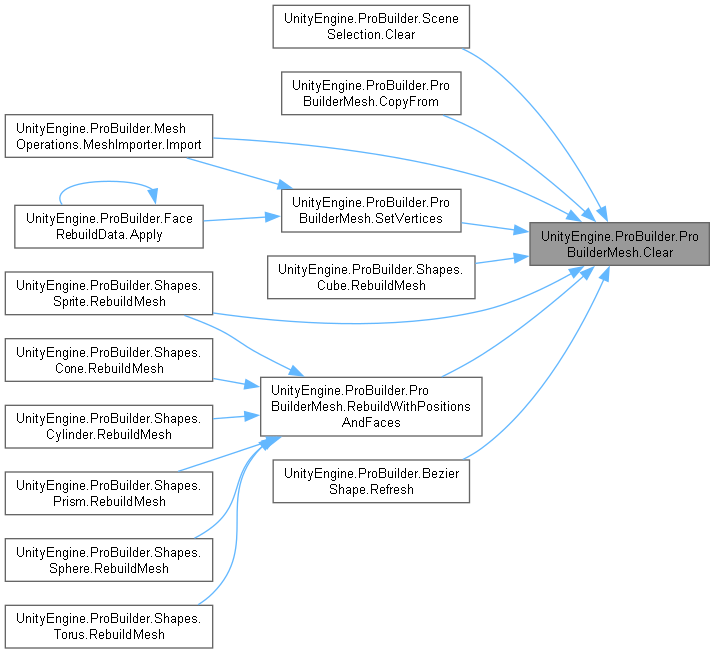 UnityEngine.ProBuilder.Scene
Selection.Clear
UnityEngine.ProBuilder.Pro
BuilderMesh.CopyFrom
UnityEngine.ProBuilder.Mesh
Operations.MeshImporter.Import
UnityEngine.ProBuilder.Pro
BuilderMesh.SetVertices
UnityEngine.ProBuilder.Face
RebuildData.Apply
UnityEngine.ProBuilder.Pro
BuilderMesh.Clear
UnityEngine.ProBuilder.Shapes.
Cube.RebuildMesh
UnityEngine.ProBuilder.Shapes.
Sprite.RebuildMesh
UnityEngine.ProBuilder.Shapes.
Cone.RebuildMesh
UnityEngine.ProBuilder.Pro
BuilderMesh.RebuildWithPositions
AndFaces
UnityEngine.ProBuilder.Shapes.
Cylinder.RebuildMesh
UnityEngine.ProBuilder.Bezier
Shape.Refresh
UnityEngine.ProBuilder.Shapes.
Prism.RebuildMesh
UnityEngine.ProBuilder.Shapes.
Sphere.RebuildMesh
UnityEngine.ProBuilder.Shapes.
Torus.RebuildMesh